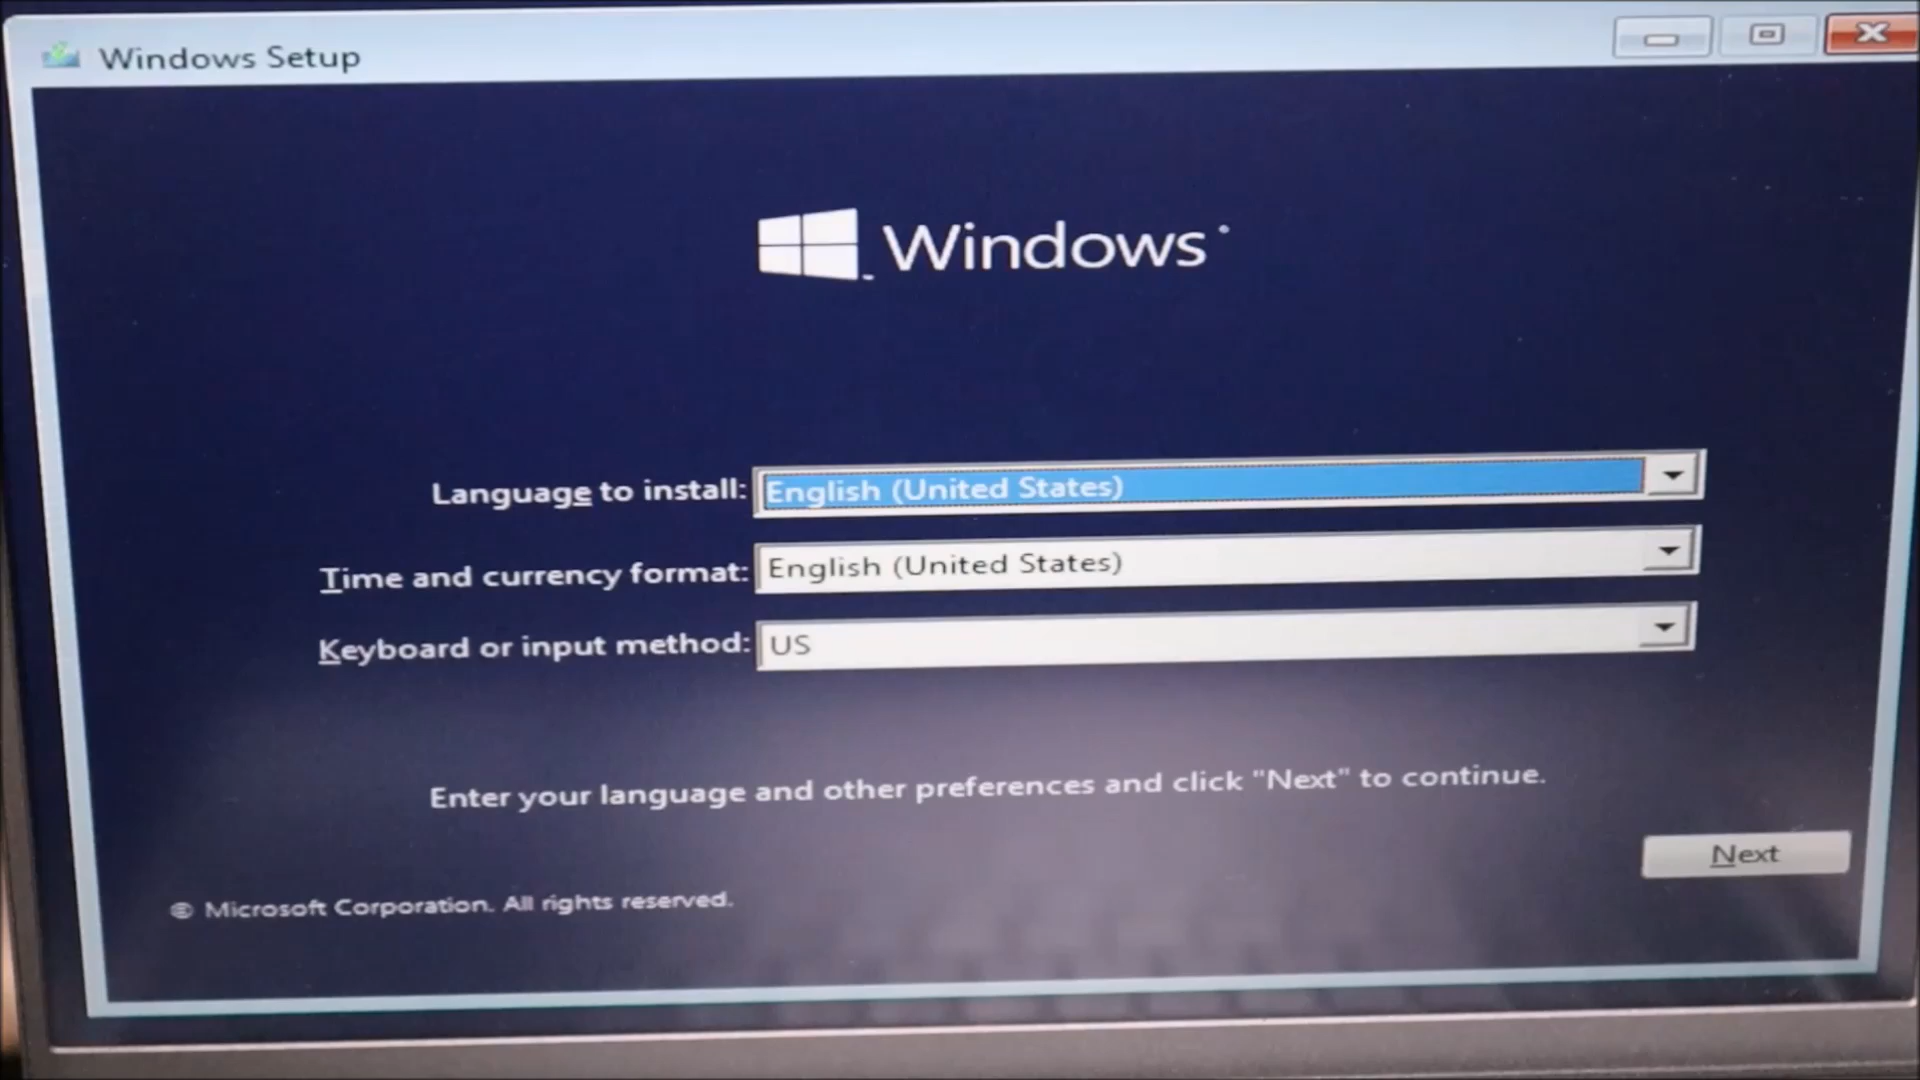 Windows Setup
Windows
Language to install: English (United States)
Time and currency format: English (United States)
Keyboard or input method: US
Enter your language and other preferences and click "Next" to continue.
Next
© Microsoft Corporation. All rights reserved.